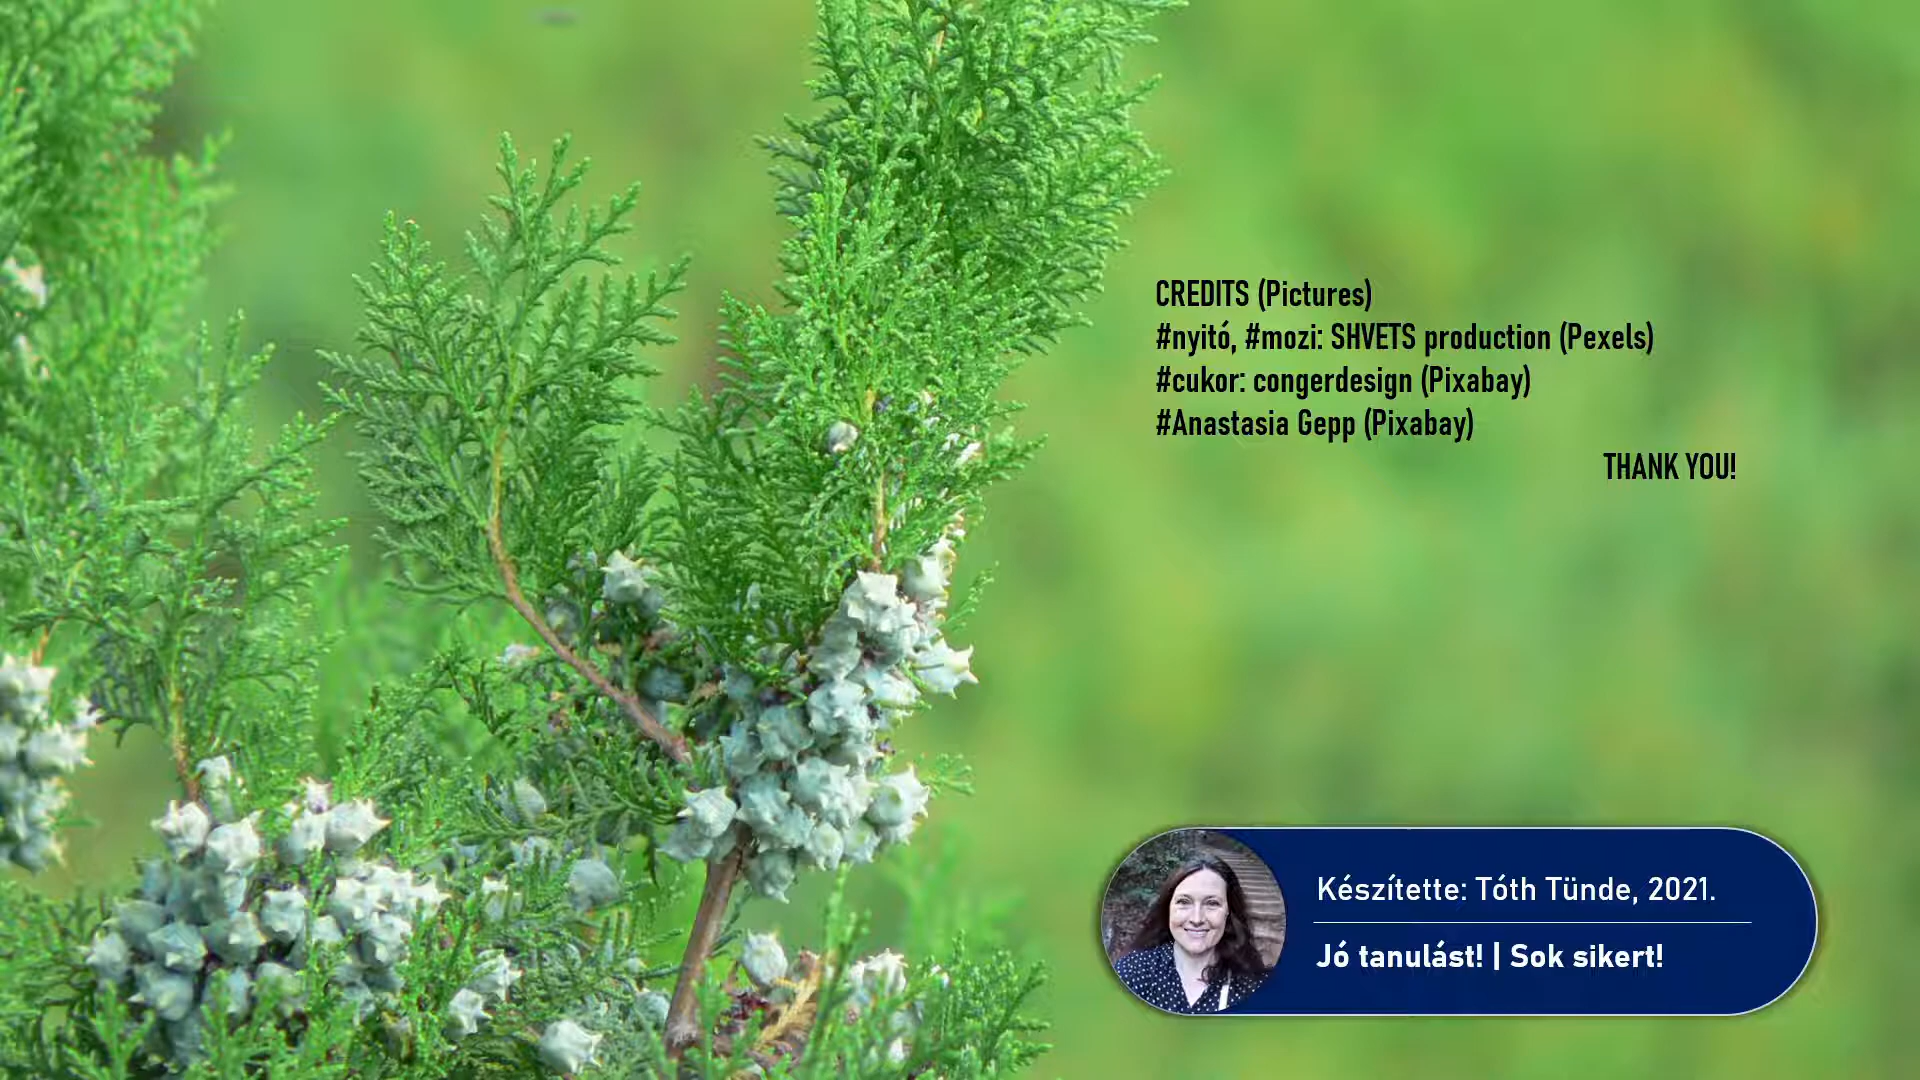 CREDITS (Pictures)
#nyitó, #mozi: SHVETS production (Pexels)
#cukor: congerdesign (Pixabay)
#Anastasia Gepp (Pixabay)
THANK YOU!
Készítette: Tóth Tünde, 2021.
Jó tanulást! | Sok sikert!